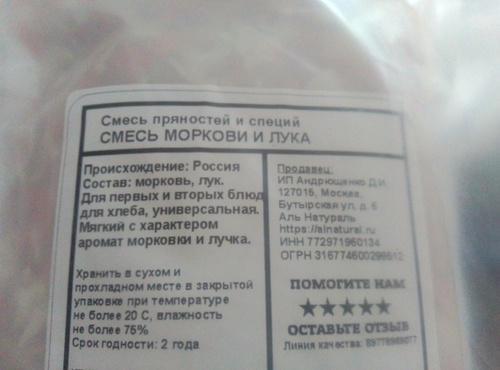 Смесь пряностей и специй
СМЕСЬ МОРКОВИ И ЛУКА
Происхождение: Россия
Состав: морковь, лук.
Для первых и вторых блюд
для хлеба, универсальная.
Мягкий с характером
аромат морковки и лучка.
Хранить в сухом и
прохладном месте в закрытой
упаковке при температуре
не более 20 С, влажность
не более 75%
Срок годности: 2 года
Продавец:
ИП Андрющенко Д.И.
127015, Москва,
Бутырская ул, д. 6
Аль Натураль
https://alnatural.ru
ИНН 772971960134
ОГРН 316774600299512
ПОМОГИТЕ НАМ
★★★★★
ОСТАВЬТЕ ОТЗЫВ
Линия качества: